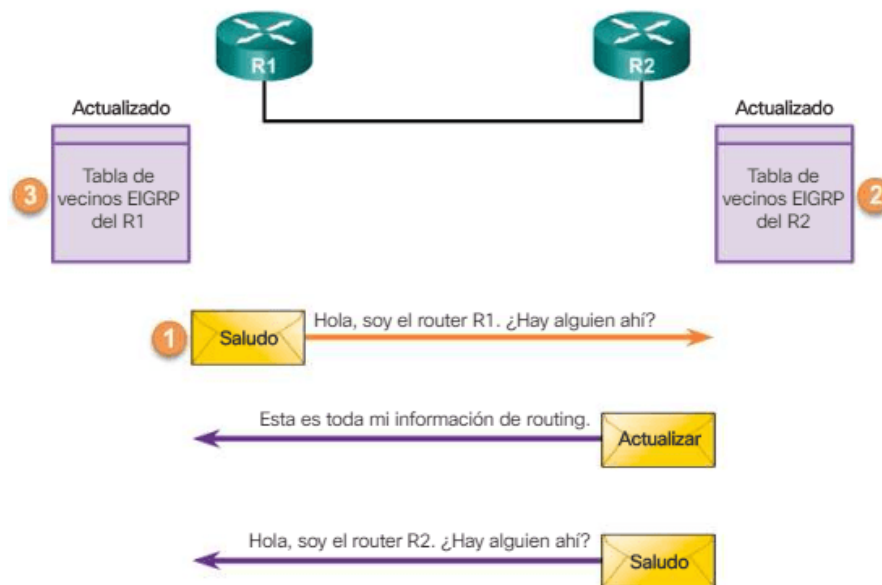 R1
R2
Actualizado
Actualizado
3
Tabla de
vecinos EIGRP
del R1
Tabla de
vecinos EIGRP
del R2
2
1
Saludo
Hola, soy el router R1. ¿Hay alguien ahí?
Esta es toda mi información de routing.
Actualizar
Hola, soy el router R2. ¿Hay alguien ahí?
Saludo